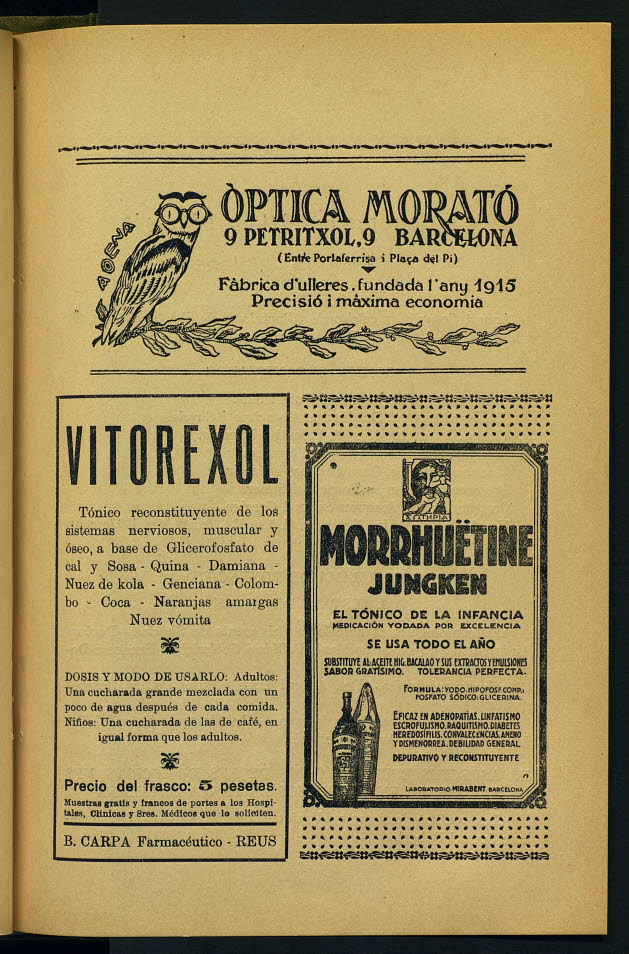 ADENA
ÒPTICA MORATÓ
9 PETRITXOL, 9 BARCELONA
(Entre Portaferrisa i Plaça del Pi)
Fàbrica d'ulleres. fundada l'any 1915
Precisió i màxima economia
VITOREXOL
Tónico reconstituyente de los
sistemas nerviosos, muscular y
óseo, a base de Glicerofosfato de
cal y Sosa - Quina - Damiana -
Nuez de kola - Genciana - Colom-
bo - Coca - Naranjas amargas
Nuez vómita
DOSIS Y MODO DE USARLO: Adultos:
Una cucharada grande mezclada con un
poco de agua después de cada comida.
Niños: Una cucharada de las de café, en
igual forma que los adultos.
Precio del frasco: 5 pesetas.
Muestras gratis y francos de portes a los Hospi-
tales, Clínicas y Sres. Médicos que lo soliciten.
B. CARPA Farmacéutico - REUS
MORRHUËTINE
JUNGKEN
EL TÓNICO DE LA INFANCIA
MEDICACIÓN YODADA POR EXCELENCIA
SE USA TODO EL AÑO
SUBSTITUYE AL ACEITE HIG. BACALAO Y SUS EXTRACTOS Y EMULSIONES
SABOR GRATÍSIMO. TOLERANCIA PERFECTA.
FORMULA: YODO. HIPOFOSF. COMP.
FOSFATO SÓDICO: GLICERINA.
EFICAZ EN ADENOPATÍAS. LINFATISMO
ESCROFULISMO. RAQUITISMO. DIABETES
HEREDOSÍFILIS. CONVALECENCIAS. AMENO
Y DISMENORREA. DEBILIDAD GENERAL.
DEPURATIVO Y RECONSTITUYENTE
LABORATORIO MIRABENT. BARCELONA